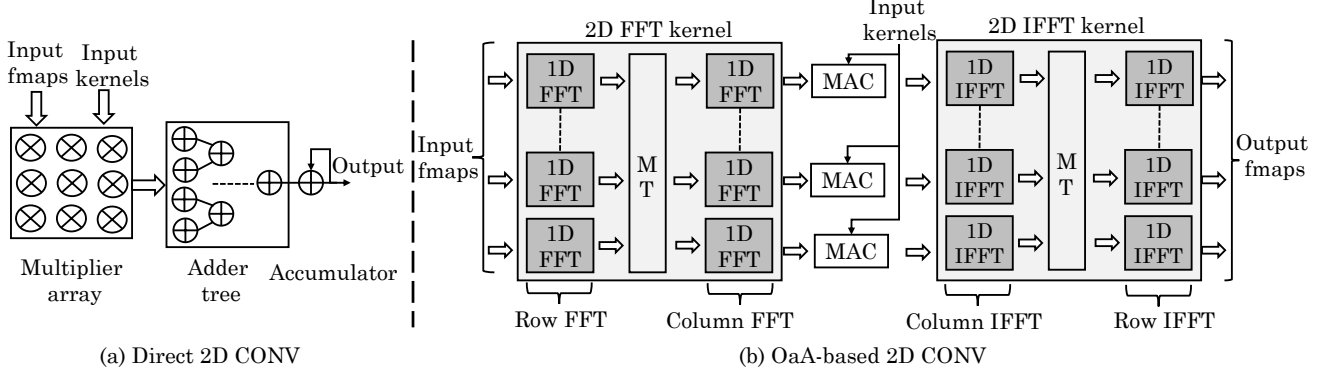 Input
fmaps
Input
kernels
Output
Multiplier
array
Adder
tree
Accumulator
(a) Direct 2D CONV
Input
kernels
2D FFT kernel
2D IFFT kernel
Input
fmaps
1D
FFT
1D
FFT
1D
FFT
M
T
1D
FFT
1D
FFT
1D
FFT
MAC
MAC
MAC
1D
IFFT
1D
IFFT
1D
IFFT
M
T
1D
IFFT
1D
IFFT
1D
IFFT
Output
fmaps
Row FFT
Column FFT
Column IFFT
Row IFFT
(b) OaA-based 2D CONV